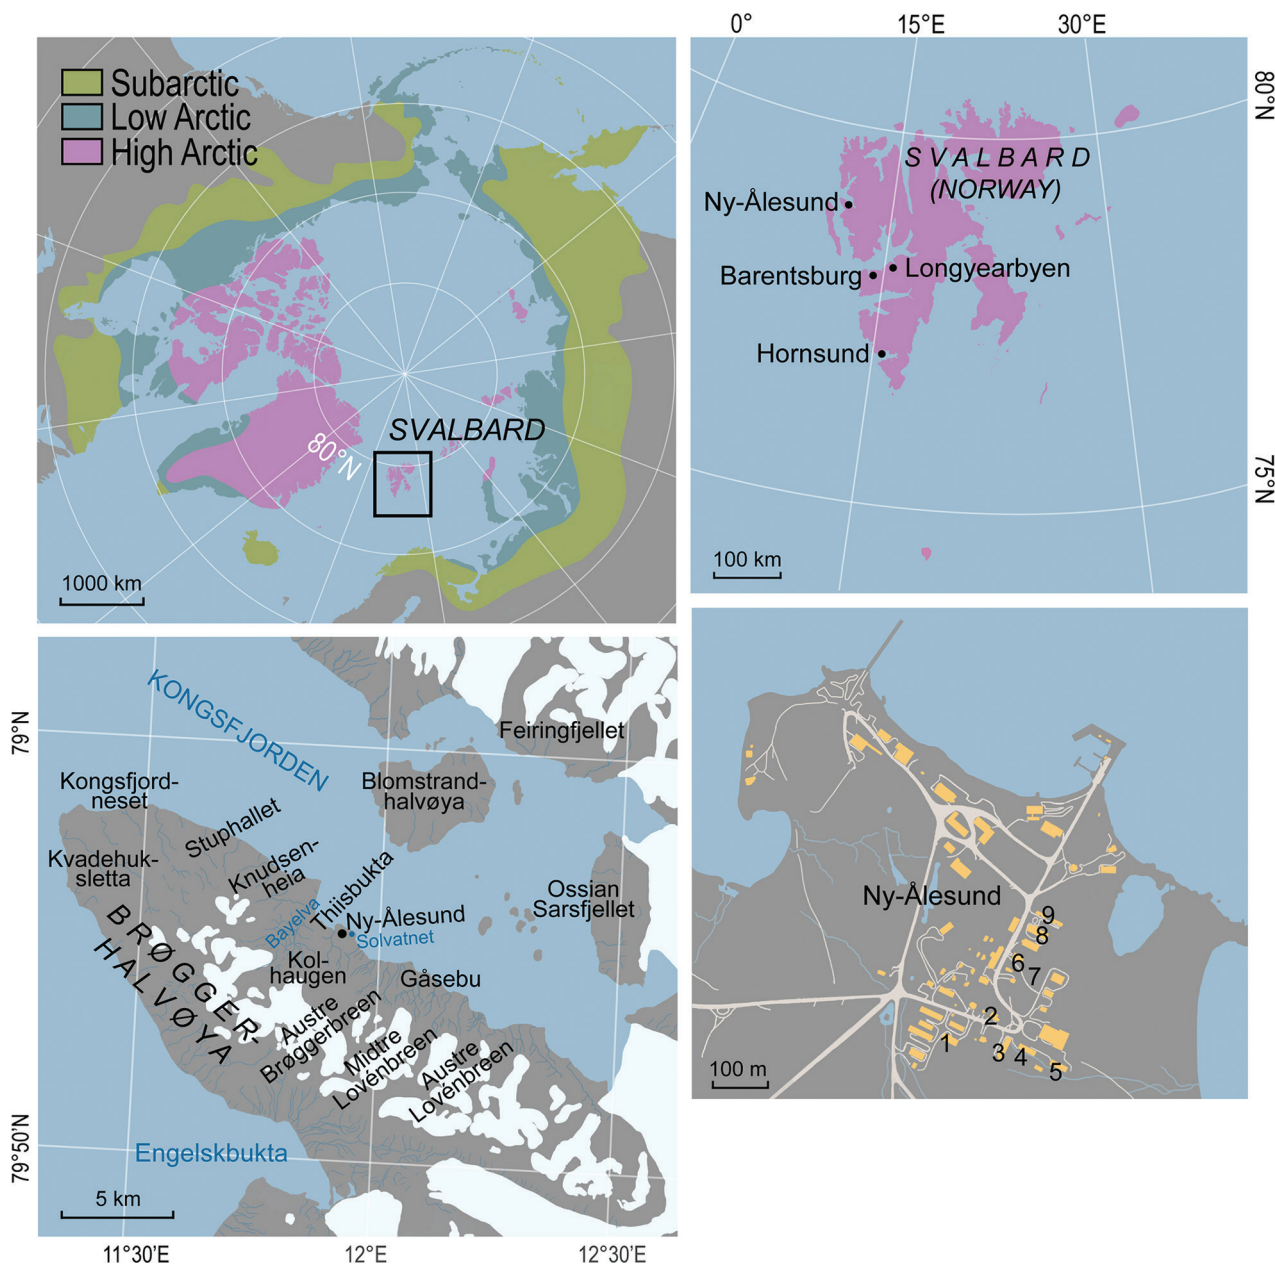 Subarctic
Low Arctic
High Arctic
80°N
SVALBARD
1000 km
0°
15°E
30°E
80°N
SVALBARD
(NORWAY)
Ny-Ålesund
Barentsburg
Longyearbyen
Hornsund
75°N
100 km
79°N
KONGSFJORDEN
Feiringfjellet
Kongsfjord-
neset
Blomstrand-
halvøya
Stuphallet
Kvadehuk-
sletta
Knudsen-
heia
Thiisbukta
Ossian
Sarsfjellet
Bayelva
Ny-Ålesund
Solvatnet
BRØGGER-
HALVØYA
Kol-
haugen
Gåsebu
Austre
Brøggerbreen
Midtre
Lovénbreen
Austre
Lovénbreen
79°50'N
Engelskbukta
5 km
11°30'E
12°E
12°30'E
Ny-Ålesund
9
8
6
7
2
1
3
4
5
100 m